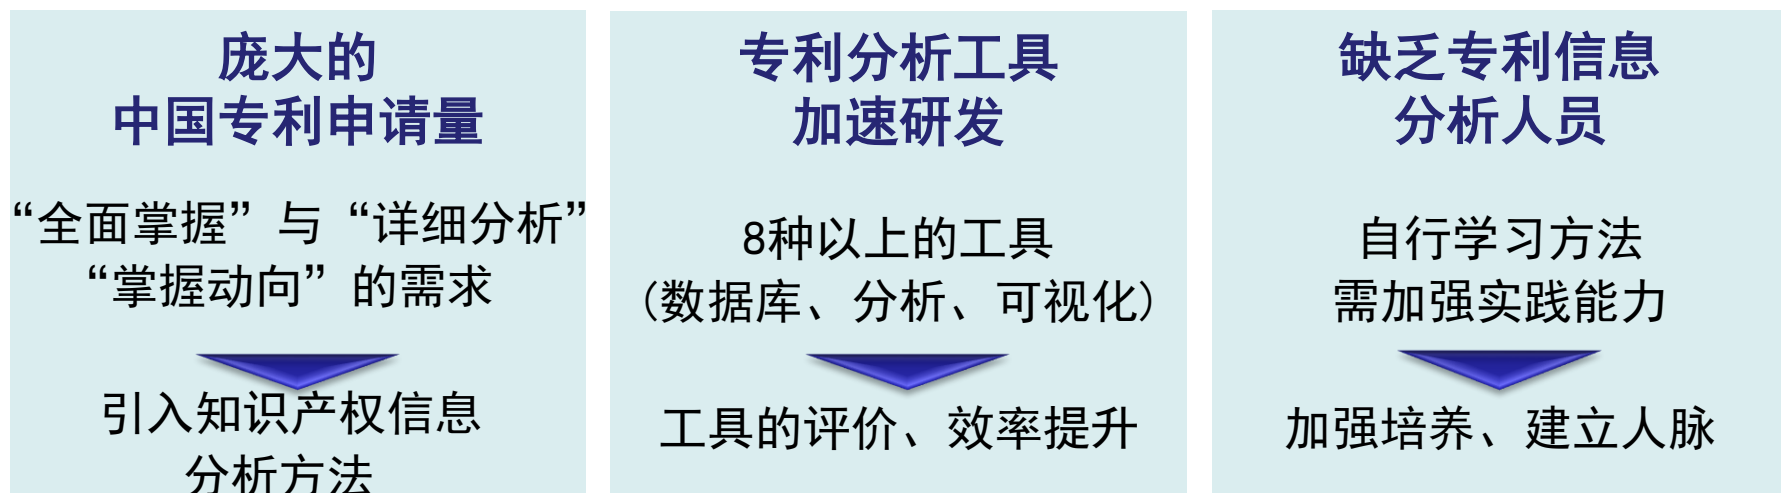 庞大的
中国专利申请量
“全面掌握”与“详细分析”
“掌握动向”的需求
引入知识产权信息
分析方法
专利分析工具
加速研发
8种以上的工具
（数据库、分析、可视化）
工具的评价、效率提升
缺乏专利信息
分析人员
自行学习方法
需加强实践能力
加强培养、建立人脉